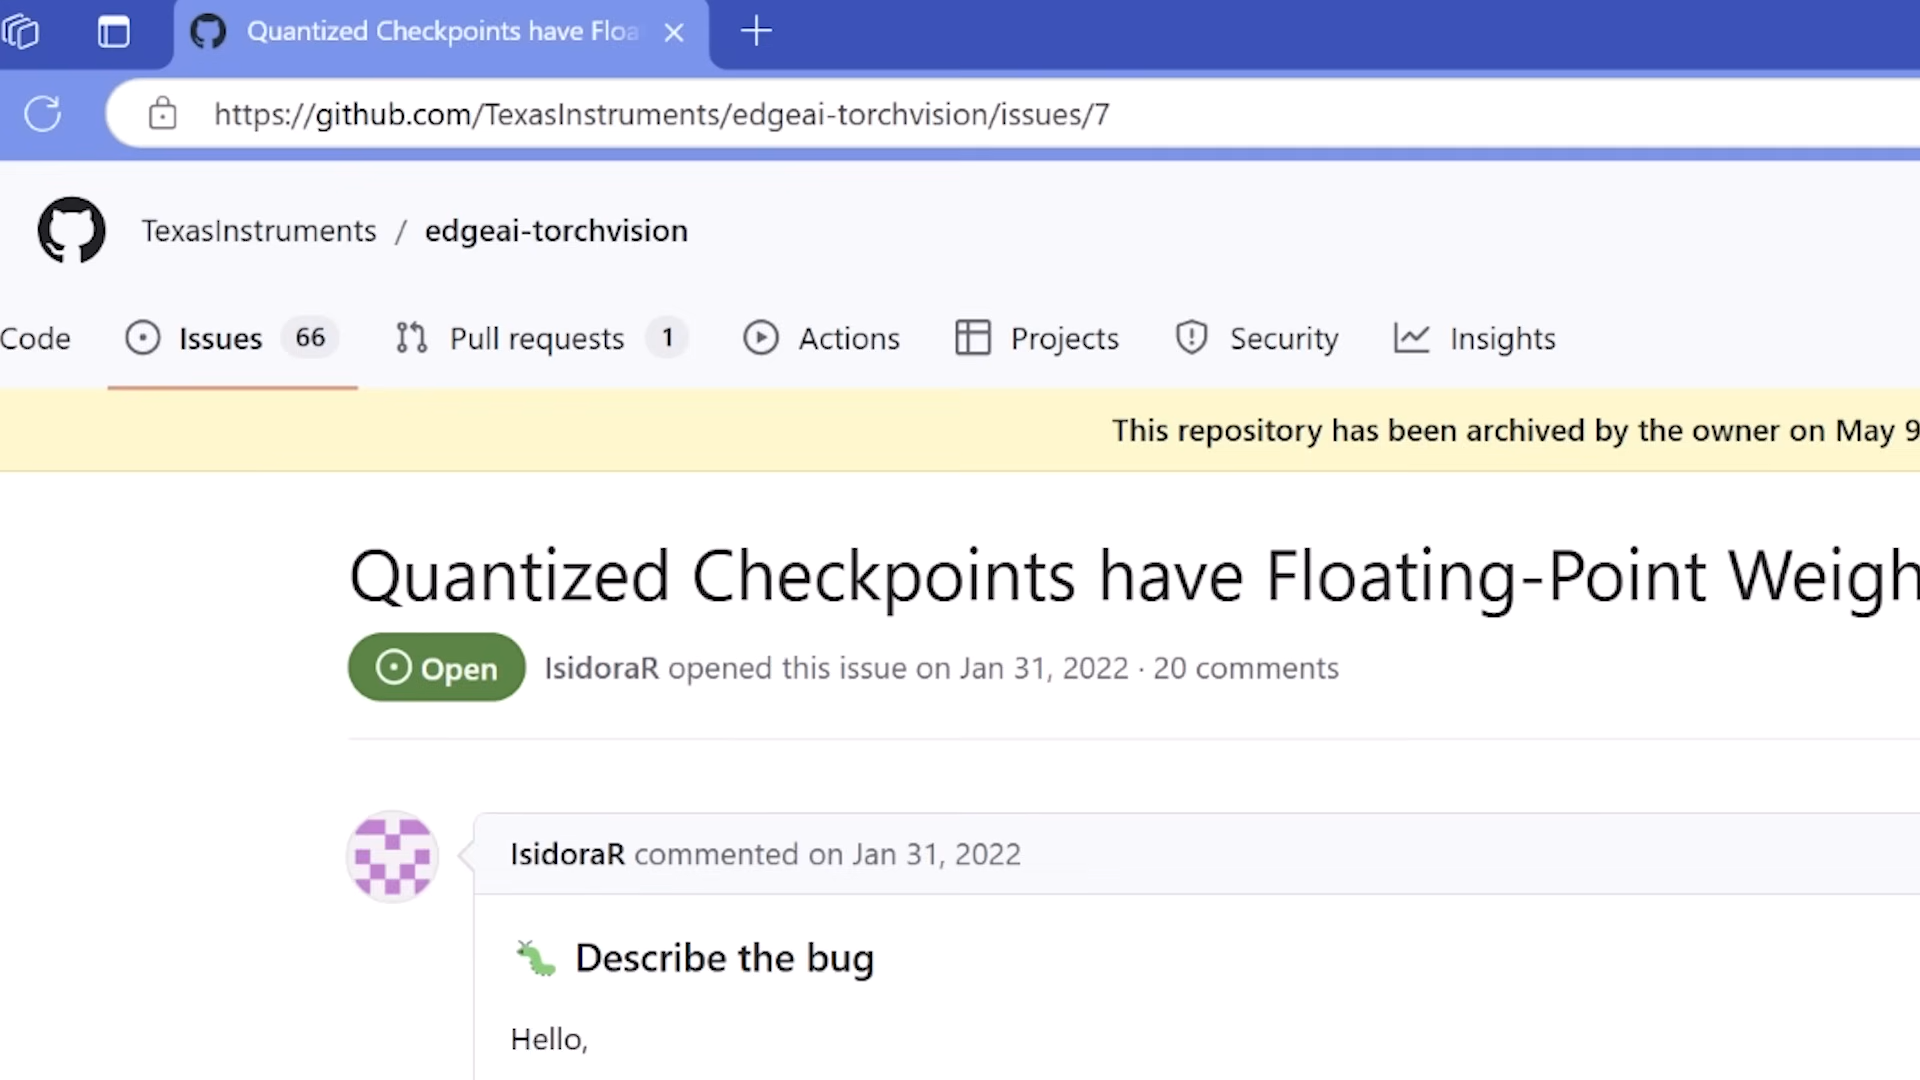 Quantized Checkpoints have Floa
https://github.com/TexasInstruments/edgeai-torchvision/issues/7
TexasInstruments / edgeai-torchvision
Code Issues 66 Pull requests 1 Actions Projects Security Insights
This repository has been archived by the owner on May 9
Quantized Checkpoints have Floating-Point Weigh
Open IsidoraR opened this issue on Jan 31, 2022 · 20 comments
IsidoraR commented on Jan 31, 2022
🐛 Describe the bug
Hello,